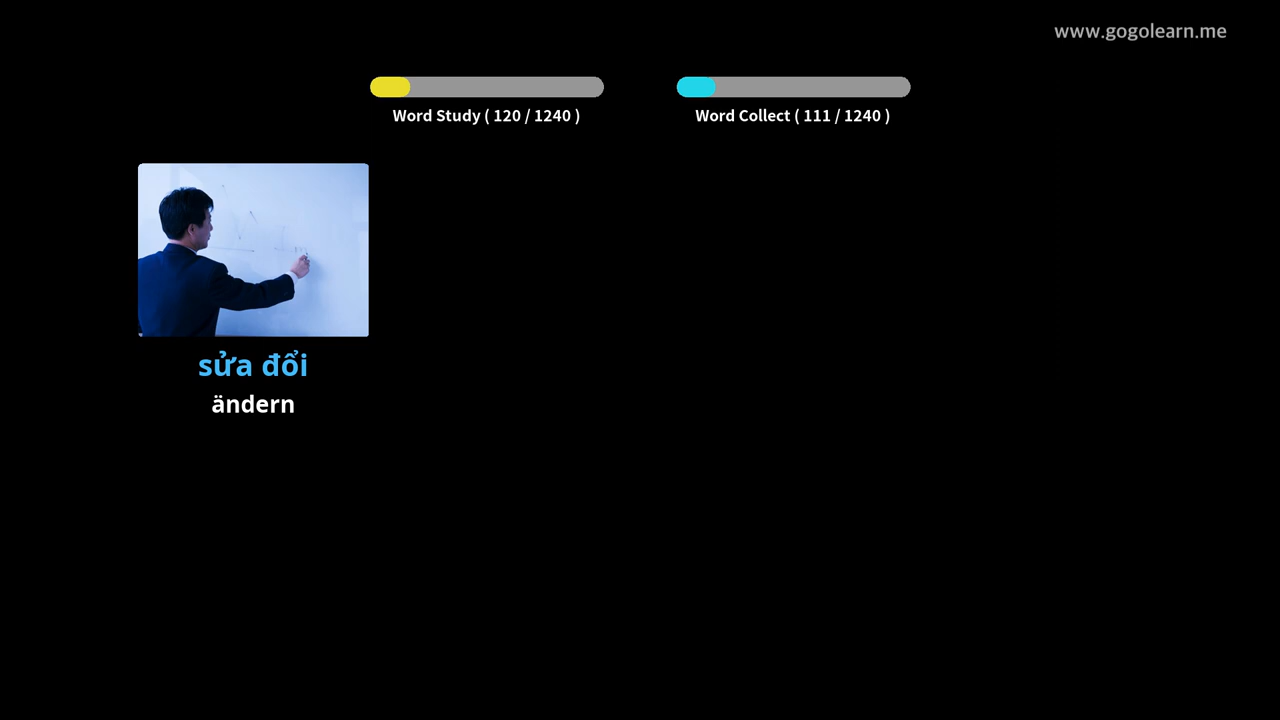 www.gogolearn.me
Word Study ( 120 / 1240 )
Word Collect ( 111 / 1240 )
sửa đổi
ändern